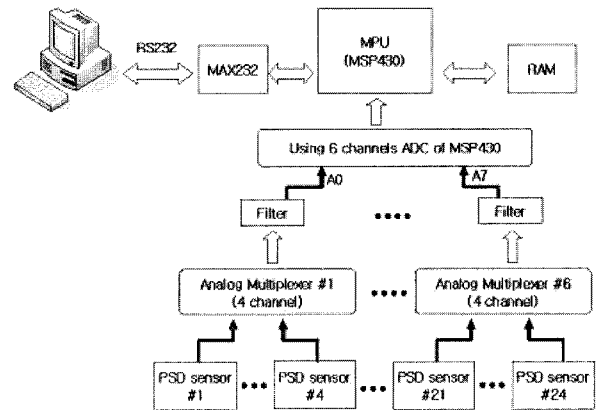 RS232
MAX232
MPU
(MSP430)
RAM
Using 6 channels ADC of MSP430
A0
A7
Filter
Filter
Analog Multiplexer #1
(4 channel)
Analog Multiplexer #6
(4 channel)
PSD sensor
#1
PSD sensor
#4
PSD sensor
#21
PSD sensor
#24